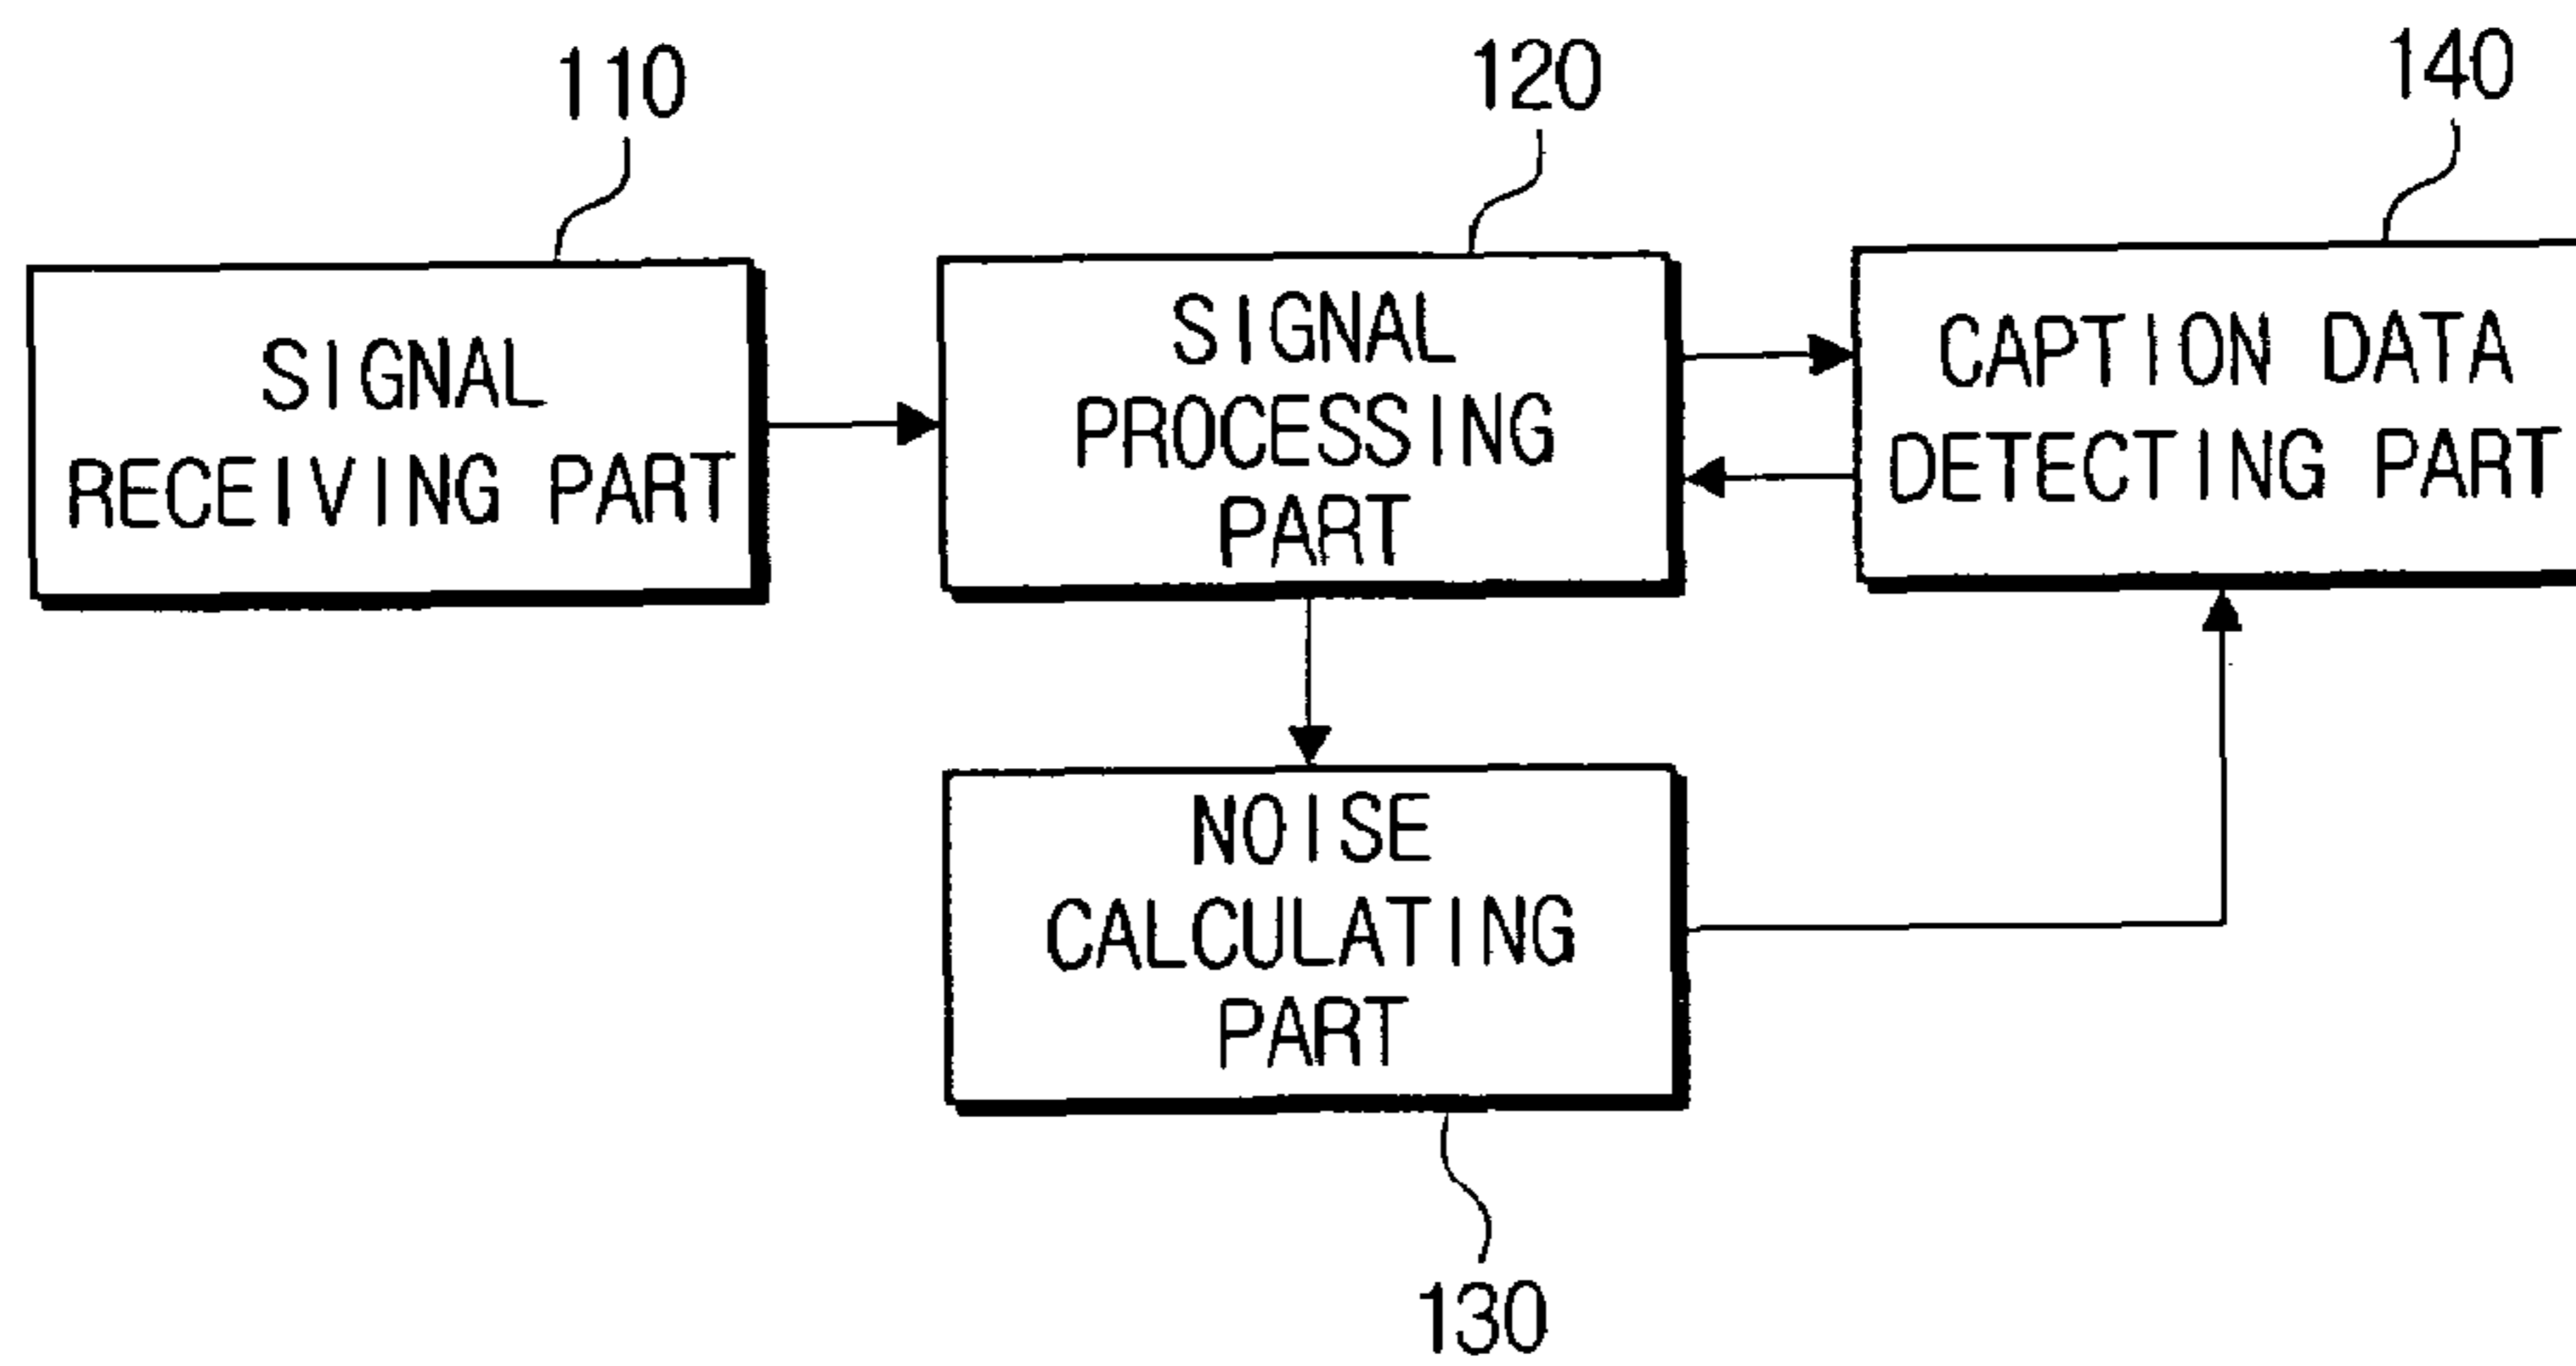 110
120
140
SIGNAL
RECEIVING PART
SIGNAL
PROCESSING
PART
CAPTION DATA
DETECTING PART
NOISE
CALCULATING
PART
130